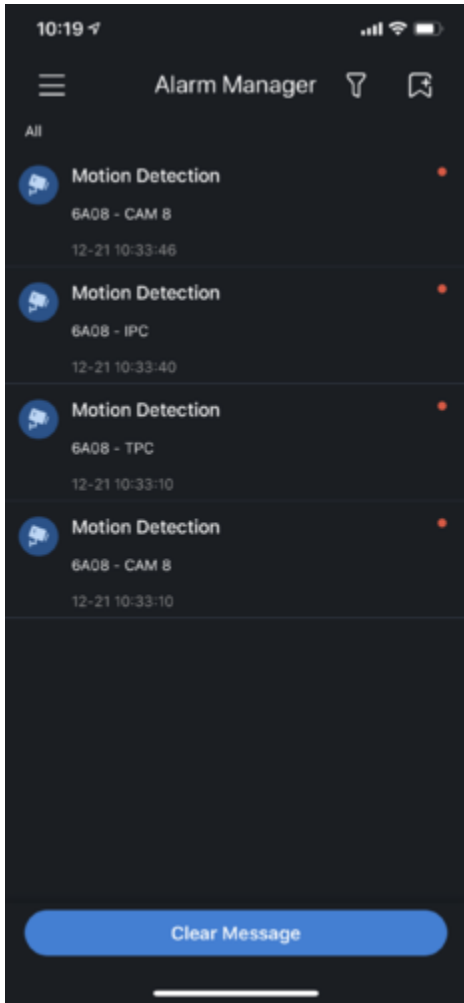 10:19
Alarm Manager
All
Motion Detection
6A08 - CAM 8
12-21 10:33:46
Motion Detection
6A08 - IPC
12-21 10:33:40
Motion Detection
6A08 - TPC
12-21 10:33:10
Motion Detection
6A08 - CAM 8
12-21 10:33:10
Clear Message